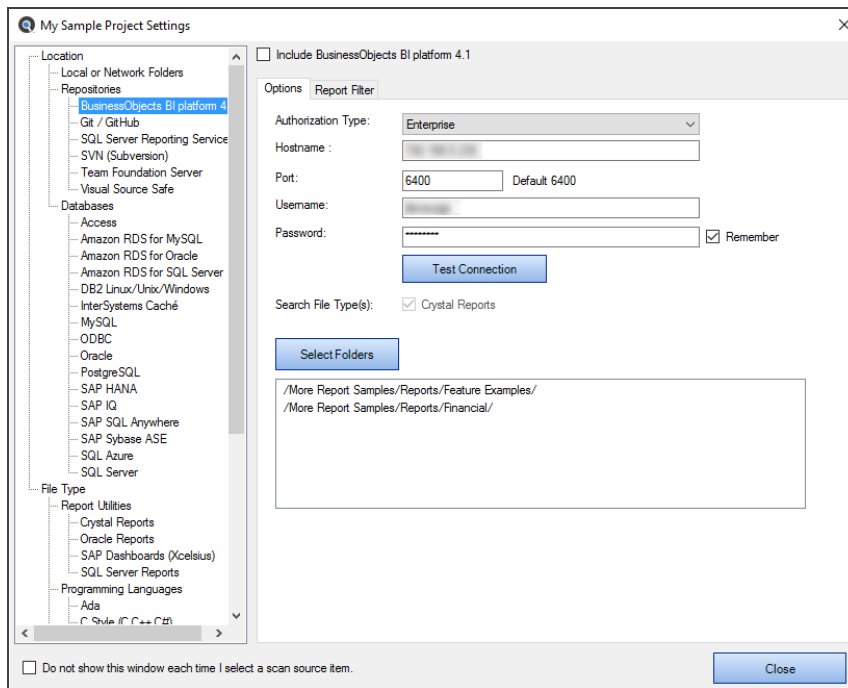 My Sample Project Settings
Location
Local or Network Folders
Repositories
BusinessObjects BI platform 4
Git / GitHub
SQL Server Reporting Service
SVN (Subversion)
Team Foundation Server
Visual Source Safe
Databases
Access
Amazon RDS for MySQL
Amazon RDS for Oracle
Amazon RDS for SQL Server
DB2 Linux/Unix/Windows
InterSystems Caché
MySQL
ODBC
Oracle
PostgreSQL
SAP HANA
SAP IQ
SAP SQL Anywhere
SAP Sybase ASE
SQL Azure
SQL Server
File Type
Report Utilities
Crystal Reports
Oracle Reports
SAP Dashboards (Xcelsius)
SQL Server Reports
Programming Languages
Ada
C Style (C C++ C#)
Include BusinessObjects BI platform 4.1
Options Report Filter
Authorization Type: Enterprise
Hostname :
Port: 6400 Default 6400
Username:
Password: ******** Remember
Test Connection
Search File Type(s): Crystal Reports
Select Folders
/More Report Samples/Reports/Feature Examples/
/More Report Samples/Reports/Financial/
Do not show this window each time I select a scan source item.
Close